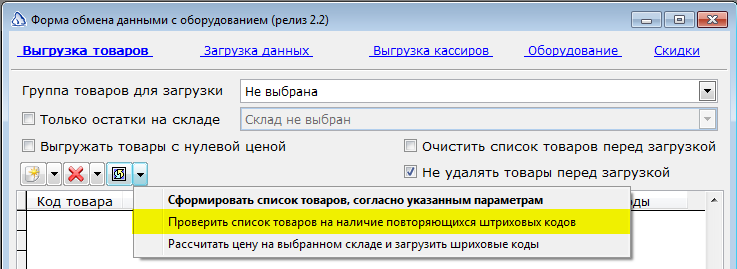 Форма обмена данными с оборудованием (релиз 2.2)
Выгрузка товаров Загрузка данных Выгрузка кассиров Оборудование Скидки
Группа товаров для загрузки Не выбрана
Только остатки на складе Склад не выбран
Выгружать товары с нулевой ценой Очистить список товаров перед загрузкой
Не удалять товары перед загрузкой
Код товара
Сформировать список товаров, согласно указанным параметрам
Проверить список товаров на наличие повторяющихся штриховых кодов
Рассчитать цену на выбранном складе и загрузить шриховые коды